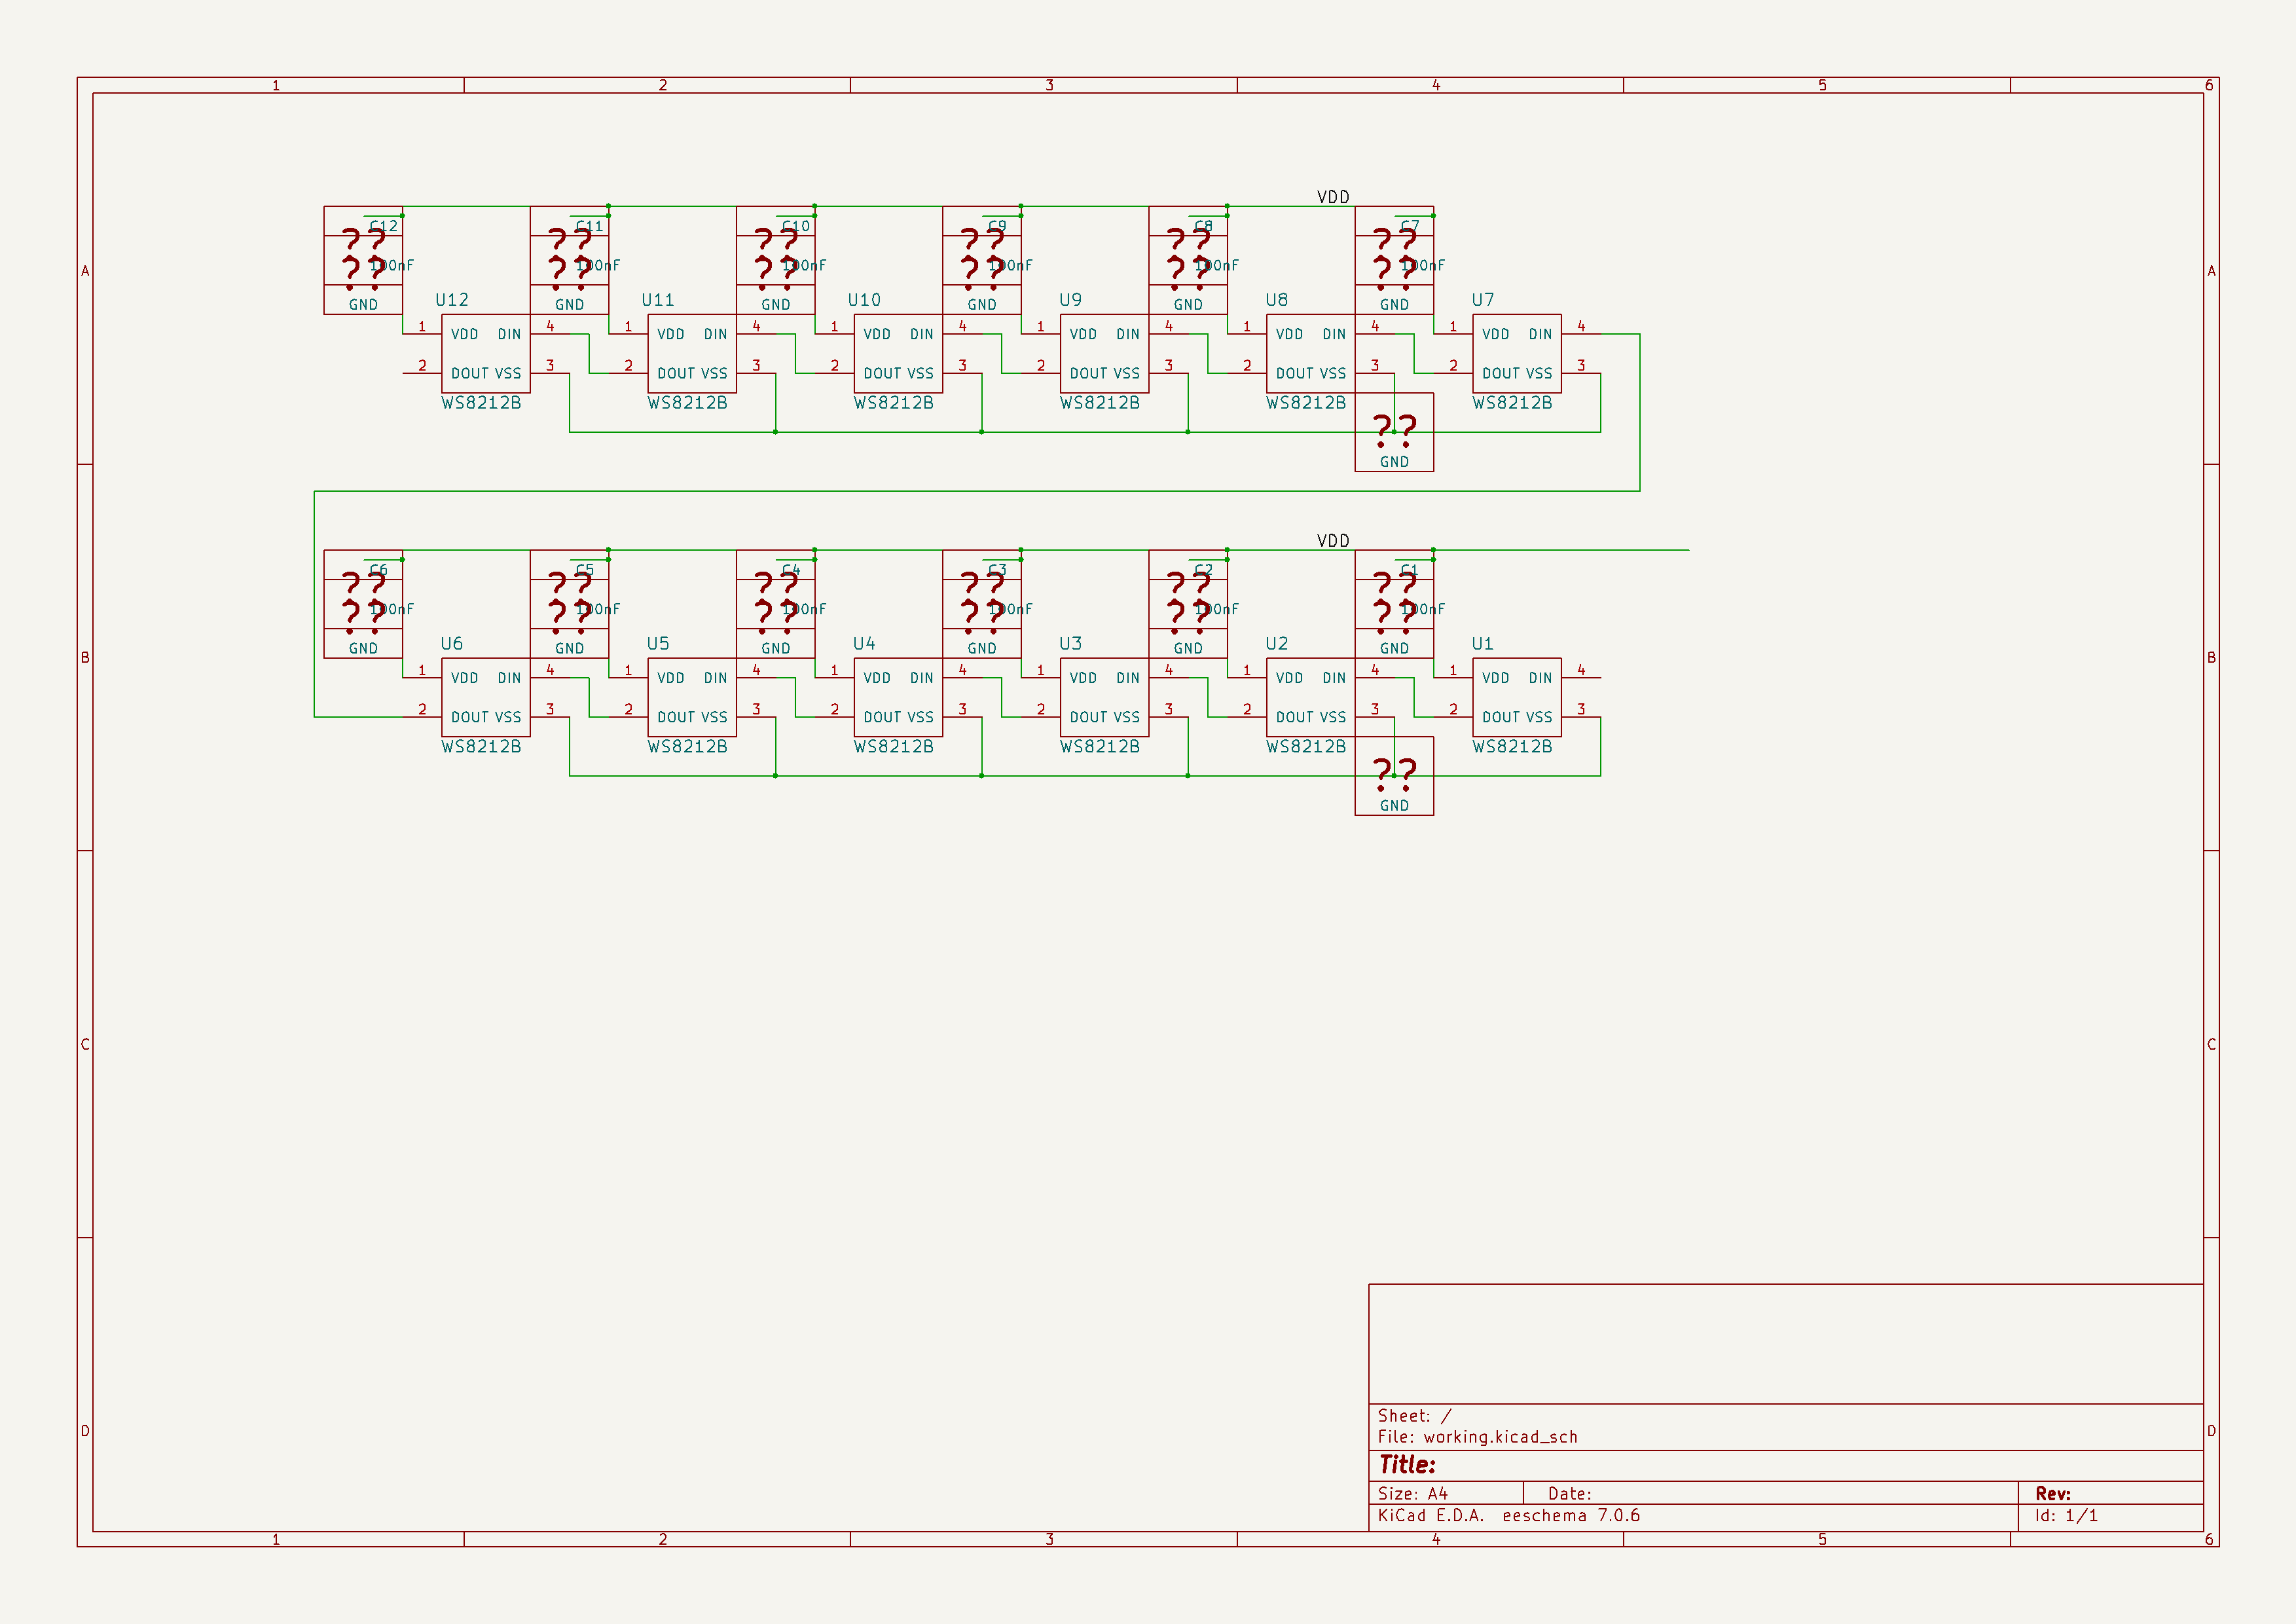 1 2 3 4 5 6
A A
VDD
C12 C11 C10 C9 C8 C7
?? ?? ?? ?? ?? ??
?? ?? ?? ?? ?? ??
100nF 100nF 100nF 100nF 100nF 100nF
GND GND GND GND GND GND
U12 U11 U10 U9 U8 U7
1 VDD DIN 4 1 VDD DIN 4 1 VDD DIN 4 1 VDD DIN 4 1 VDD DIN 4 1 VDD DIN 4
2 DOUT VSS 3 2 DOUT VSS 3 2 DOUT VSS 3 2 DOUT VSS 3 2 DOUT VSS 3 2 DOUT VSS 3
WS8212B WS8212B WS8212B WS8212B WS8212B WS8212B
??
GND
VDD
C6 C5 C4 C3 C2 C1
?? ?? ?? ?? ?? ??
?? ?? ?? ?? ?? ??
100nF 100nF 100nF 100nF 100nF 100nF
GND GND GND GND GND GND
B B
U6 U5 U4 U3 U2 U1
1 VDD DIN 4 1 VDD DIN 4 1 VDD DIN 4 1 VDD DIN 4 1 VDD DIN 4 1 VDD DIN 4
2 DOUT VSS 3 2 DOUT VSS 3 2 DOUT VSS 3 2 DOUT VSS 3 2 DOUT VSS 3 2 DOUT VSS 3
WS8212B WS8212B WS8212B WS8212B WS8212B WS8212B
??
GND
C C
D D
Sheet: /
File: working.kicad_sch
Title:
Size: A4 Date: Rev:
KiCad E.D.A. eeschema 7.0.6 Id: 1/1
1 2 3 4 5 6